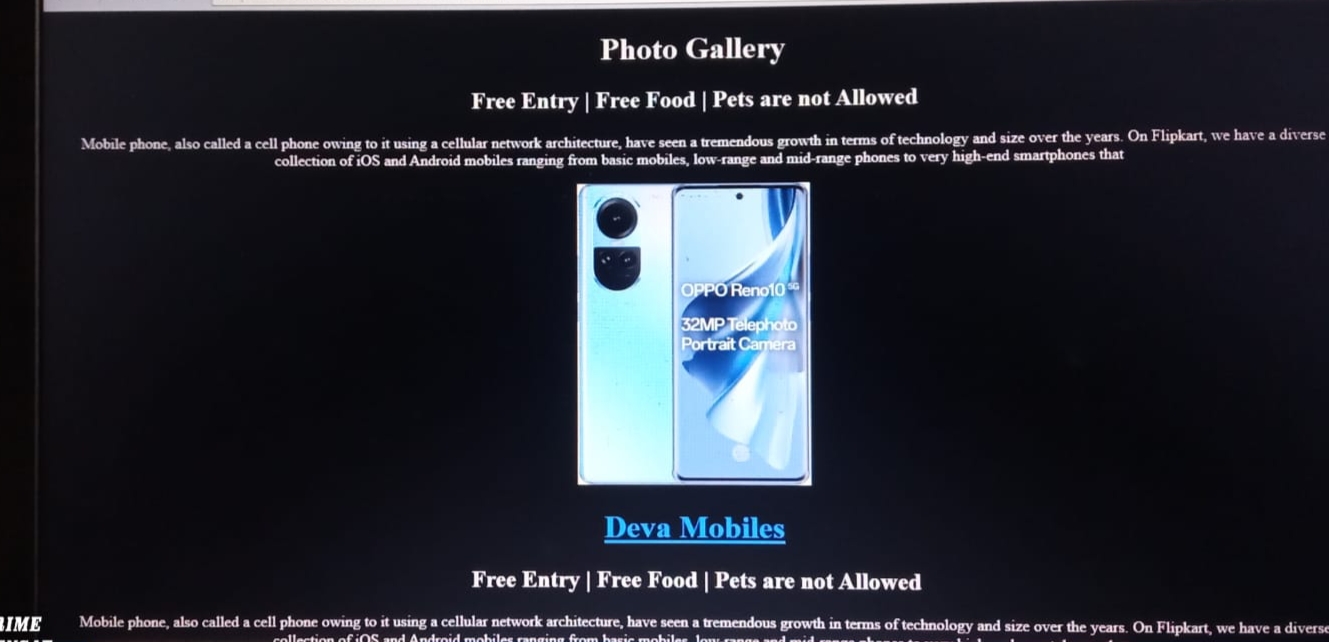 Photo Gallery
Free Entry | Free Food | Pets are not Allowed
Mobile phone, also called a cell phone owing to it using a cellular network architecture, have seen a tremendous growth in terms of technology and size over the years. On Flipkart, we have a diverse
collection of iOS and Android mobiles ranging from basic mobiles, low-range and mid-range phones to very high-end smartphones that
OPPO Reno10 5G
32MP Telephoto
Portrait Camera
Deva Mobiles
Free Entry | Free Food | Pets are not Allowed
Mobile phone, also called a cell phone owing to it using a cellular network architecture, have seen a tremendous growth in terms of technology and size over the years. On Flipkart, we have a diverse
collection of iOS and Android mobiles ranging from basic mobiles, low-range and mid-range phones to very high-end